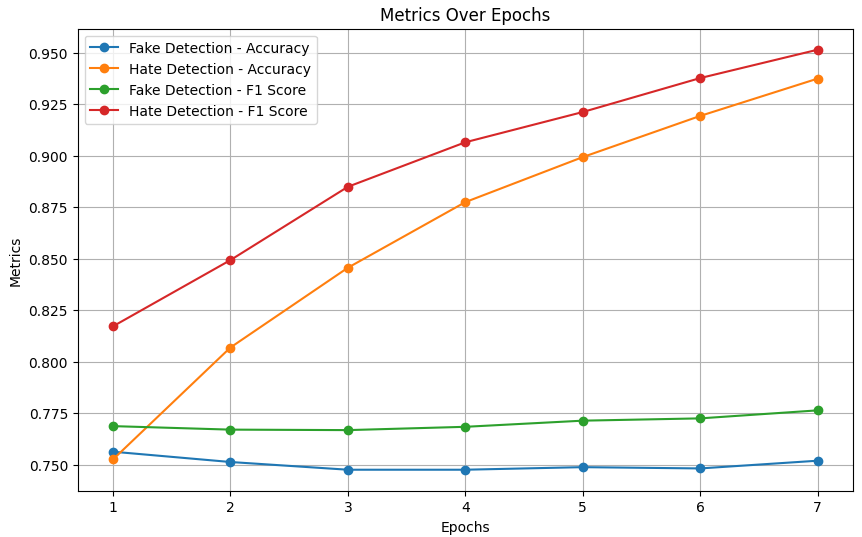 Metrics Over Epochs
Fake Detection - Accuracy
Hate Detection - Accuracy
Fake Detection - F1 Score
Hate Detection - F1 Score
0.950
0.925
0.900
0.875
0.850
0.825
0.800
0.775
0.750
Metrics
1 2 3 4 5 6 7
Epochs